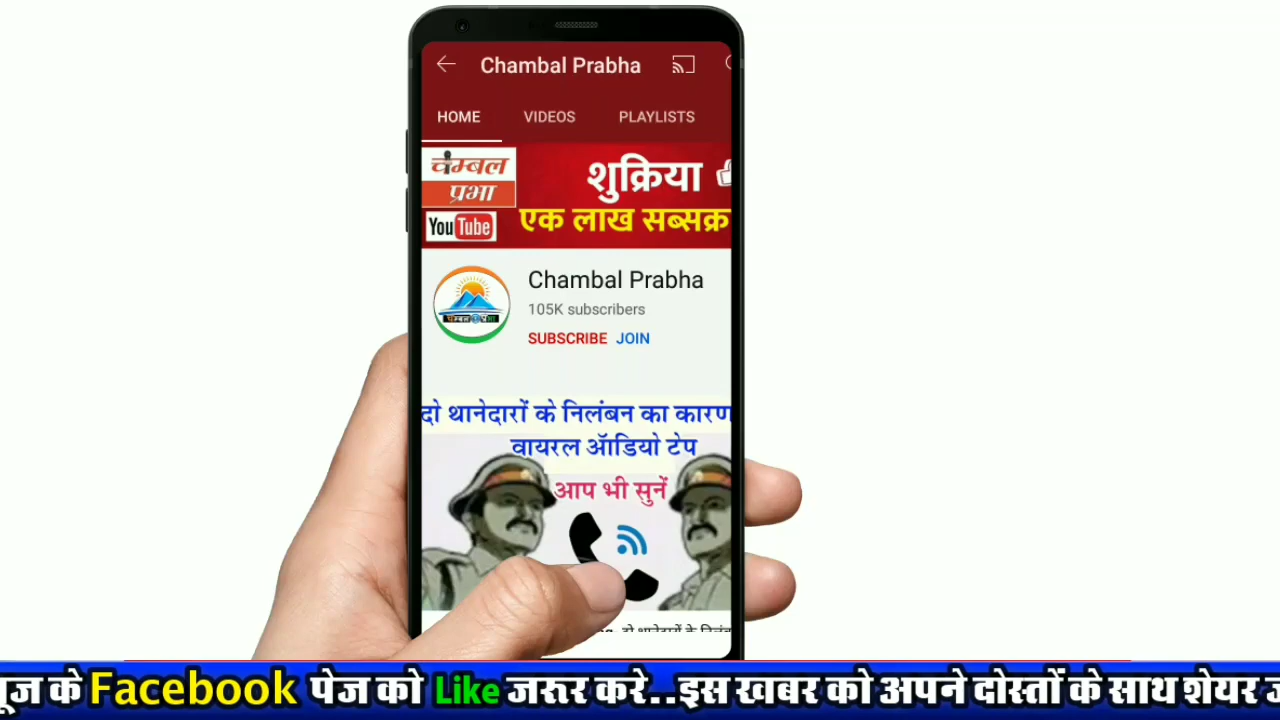 Chambal Prabha
HOME VIDEOS PLAYLISTS
चम्बल
प्रभा
YouTube
शुक्रिया
एक लाख सब्सक्र
Chambal Prabha
105K subscribers
SUBSCRIBE JOIN
दो थानेदारों के निलंबन का कारण
वायरल ऑडियो टेप
आप भी सुनें
दो थानेदारों के निलंब
यूज के Facebook पेज को Like जरूर करे..इस खबर को अपने दोस्तों के साथ शेयर ज